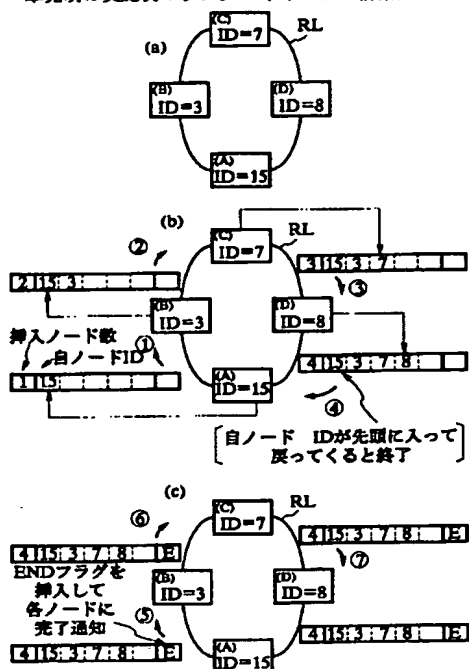 (a)
(C)
ID=7
RL
(B)
ID=3
(D)
ID=8
(A)
ID=15
(b)
②
(C)
ID=7
RL
3 15 3 7
③
2 15 3
(B)
ID=3
(D)
ID=8
挿入ノード数
自ノードID
①
1 15
(A)
ID=15
4 15 3 7 8
④
自ノード IDが先頭に入って
戻ってくると終了
(c)
⑥
(C)
ID=7
RL
4 15 3 7 8 E
4 15 3 7 8 E
⑦
ENDフラグを
挿入して
各ノードに
完了通知
(B)
ID=3
(D)
ID=8
⑤
4 15 3 7 8 E
(A)
ID=15
4 15 3 7 8 E